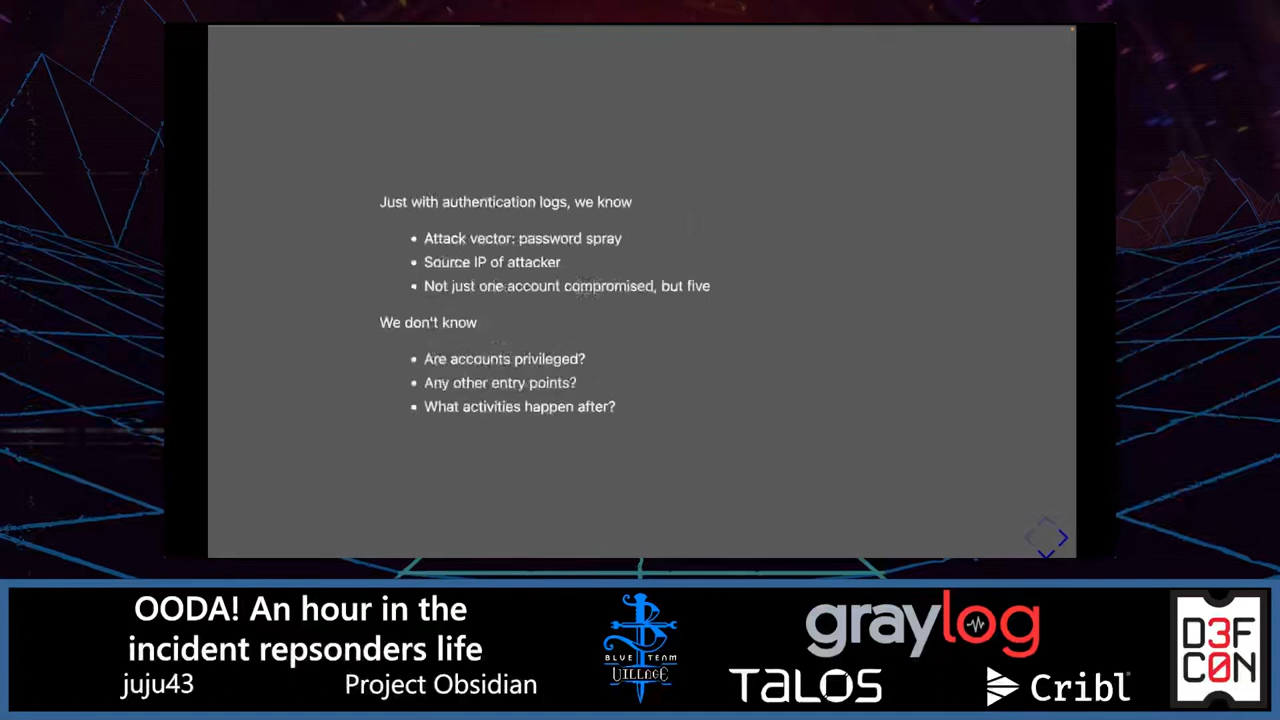 Just with authentication logs, we know
Attack vector: password spray
Source IP of attacker
Not just one account compromised, but five
We don't know
Are accounts privileged?
Any other entry points?
What activities happen after?
OODA! An hour in the
incident repsonders life
juju43
Project Obsidian
BLUE TEAM
VILLAGE
graylog
TALOS
Cribl
D3F
C0N